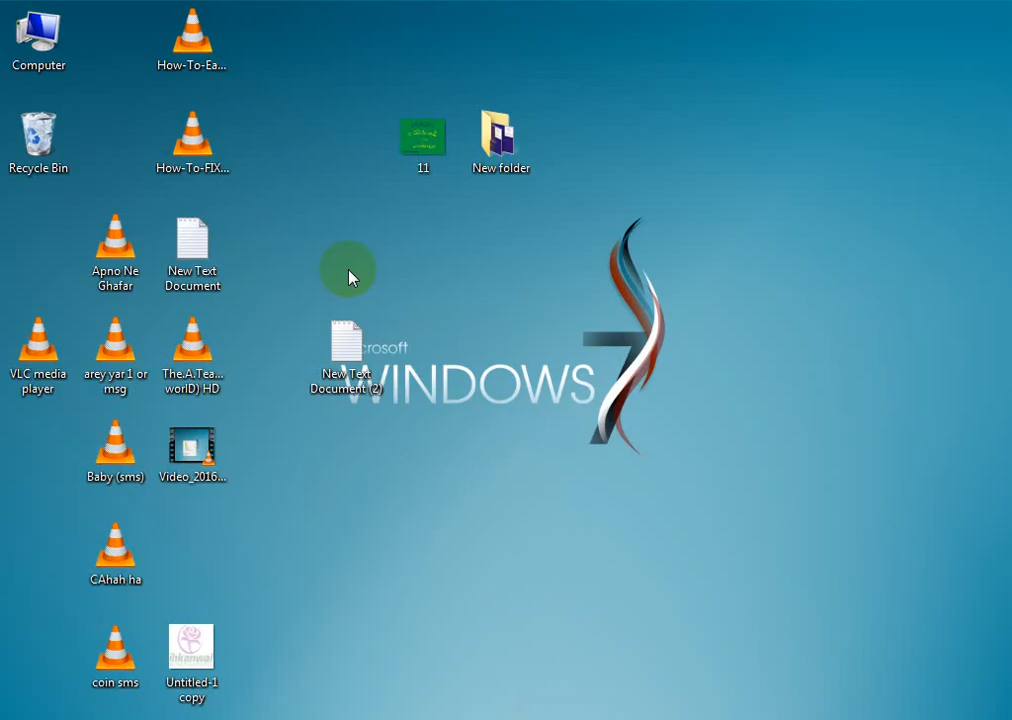 Computer
How-To-Ea...
Recycle Bin
How-To-FIX...
11
New folder
Apno Ne
Ghafar
New Text
Document
VLC media
player
arey yar 1 or
msg
The.A.Tea...
worlD) HD
New Text
Document (2)
crosoft
WINDOWS
7
Baby (sms)
Video_2016...
CAhah ha
coin sms
Untitled-1
copy